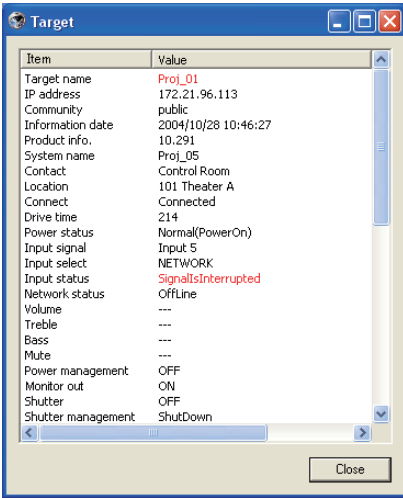 Target
Item Value
Target name Proj_01
IP address 172.21.96.113
Community public
Information date 2004/10/28 10:46:27
Product info. 10.291
System name Proj_05
Contact Control Room
Location 101 Theater A
Connect Connected
Drive time 214
Power status Normal(PowerOn)
Input signal Input 5
Input select NETWORK
Input status SignalIsInterrupted
Network status OffLine
Volume ---
Treble ---
Bass ---
Mute ---
Power management OFF
Monitor out ON
Shutter OFF
Shutter management ShutDown
Close